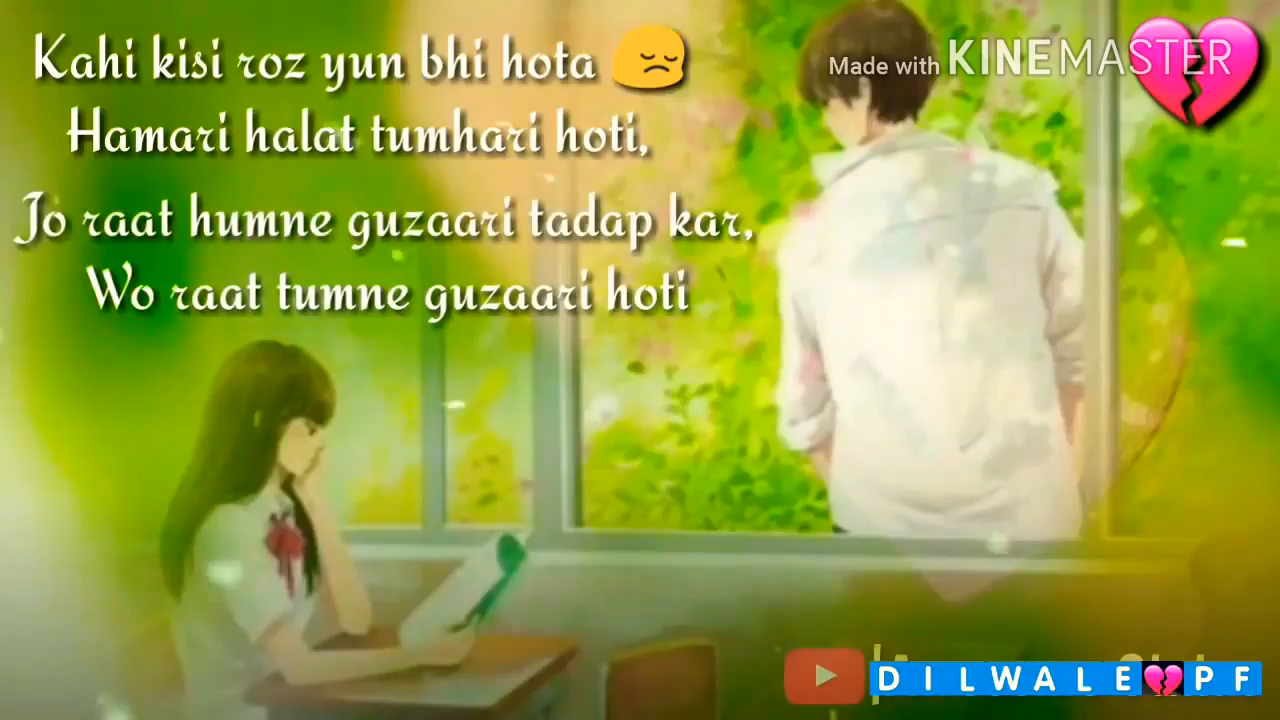 Kahi kisi roz yun bhi hota 😔
Hamari halat tumhari hoti,
Jo raat humne guzaari tadap kar,
Wo raat tumne guzaari hoti
Made with KINEMASTER
DILWALE💔PF